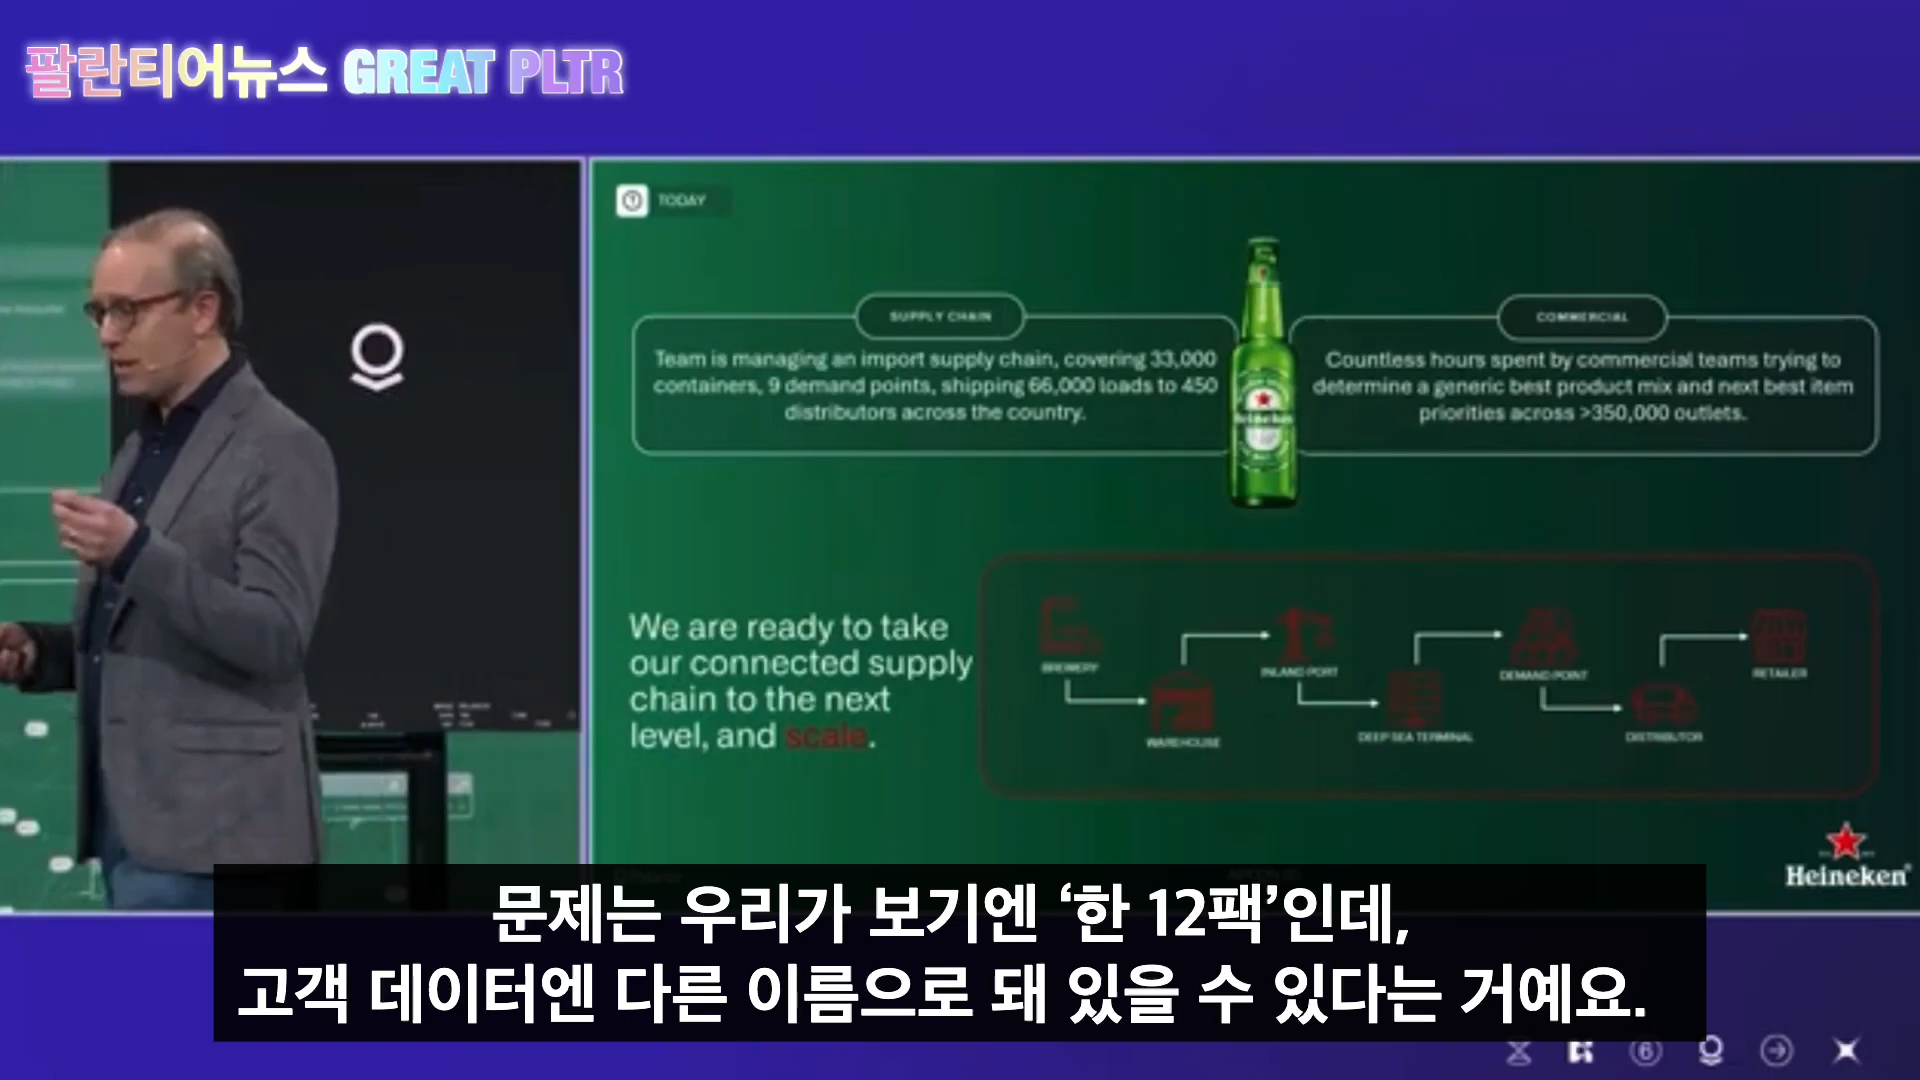 팔란티어뉴스 GREAT PLTR
TODAY
SUPPLY CHAIN
Team is managing an import supply chain, covering 33,000
containers, 9 demand points, shipping 66,000 loads to 450
distributors across the country.
COMMERCIAL
Countless hours spent by commercial teams trying to
determine a generic best product mix and next best item
priorities across >350,000 outlets.
Heineken
We are ready to take
our connected supply
chain to the next
level, and scale.
BREWERY
WAREHOUSE
INLAND PORT
DEEP SEA TERMINAL
DEMAND POINT
DISTRIBUTOR
RETAILER
Heineken
문제는 우리가 보기엔 ‘한 12팩’인데,
고객 데이터엔 다른 이름으로 돼 있을 수 있다는 거예요.